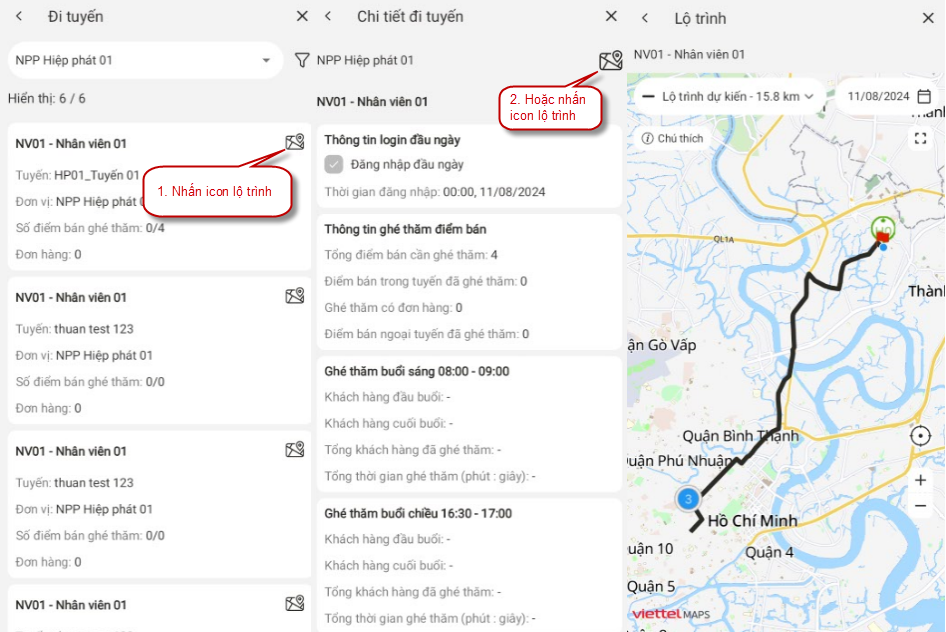 Đi tuyến
NPP Hiệp phát 01
Hiển thị: 6 / 6
NV01 - Nhân viên 01
Tuyến: HP01_Tuyến 01
Đơn vị: NPP Hiệp phát
Số điểm bán ghé thăm: 0/4
Đơn hàng: 0
1. Nhấn icon lộ trình
NV01 - Nhân viên 01
Tuyến: thuan test 123
Đơn vị: NPP Hiệp phát 01
Số điểm bán ghé thăm: 0/0
Đơn hàng: 0
NV01 - Nhân viên 01
Tuyến: thuan test 123
Đơn vị: NPP Hiệp phát 01
Số điểm bán ghé thăm: 0/0
Đơn hàng: 0
NV01 - Nhân viên 01
Chi tiết đi tuyến
NPP Hiệp phát 01
2. Hoặc nhấn
icon lộ trình
NV01 - Nhân viên 01
Thông tin login đầu ngày
Đăng nhập đầu ngày
Thời gian đăng nhập: 00:00, 11/08/2024
Thông tin ghé thăm điểm bán
Tổng điểm bán cần ghé thăm: 4
Điểm bán trong tuyến đã ghé thăm: 0
Ghé thăm có đơn hàng: 0
Điểm bán ngoại tuyến đã ghé thăm: 0
Ghé thăm buổi sáng 08:00 - 09:00
Khách hàng đầu buổi: -
Khách hàng cuối buổi: -
Tổng khách hàng đã ghé thăm: -
Tổng thời gian ghé thăm (phút : giây): -
Ghé thăm buổi chiều 16:30 - 17:00
Khách hàng đầu buổi: -
Khách hàng cuối buổi: -
Tổng khách hàng đã ghé thăm: -
Tổng thời gian ghé thăm (phút : giây): -
Lộ trình
NV01 - Nhân viên 01
Lộ trình dự kiến - 15.8 km
11/08/2024
Chú thích
QL1A
Thành
ận Gò Vấp
Quận Bình Thạnh
uận Phú Nhuận
3
Hồ Chí Minh
uận 10
Quận 4
Quận 5
viettel MAPS